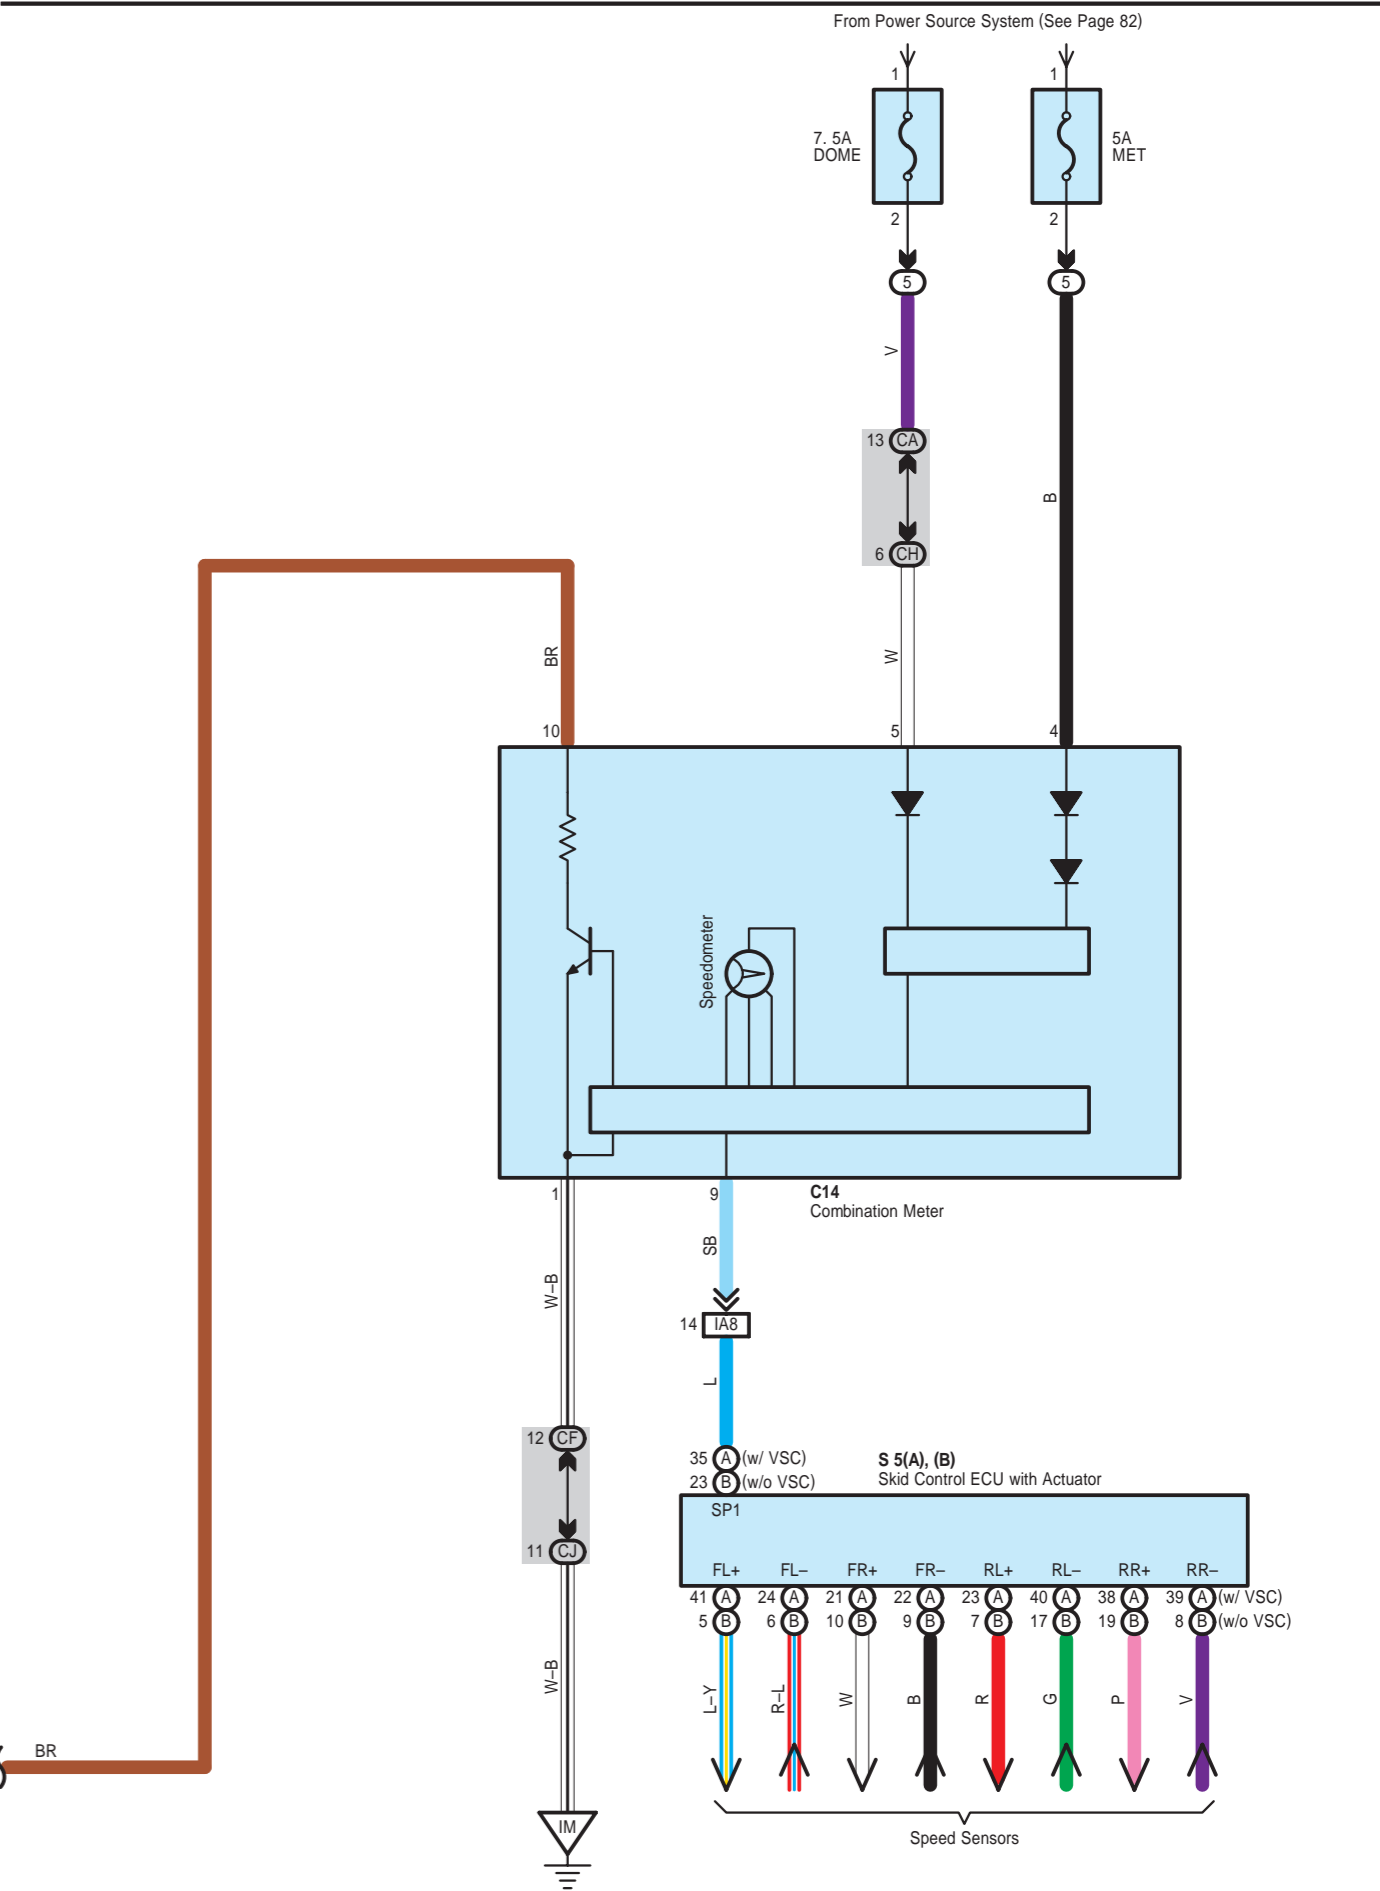 From Power Source System (See Page 82)
1
1
7. 5A
DOME
5A
MET
2
2
5
5
V
13 CA
B
6 CH
BR
W
10
5
4
Speedometer
1
9
C14
Combination Meter
SB
W–B
14 IA8
L
12 CF
35 A (w/ VSC)
23 B (w/o VSC)
S 5(A), (B)
Skid Control ECU with Actuator
SP1
11 CJ
FL+ FL– FR+ FR– RL+ RL– RR+ RR–
41 A 24 A 21 A 22 A 23 A 40 A 38 A 39 A (w/ VSC)
5 B 6 B 10 B 9 B 7 B 17 B 19 B 8 B (w/o VSC)
W–B
L–Y R–L W B R G P V
BR
IM
Speed Sensors